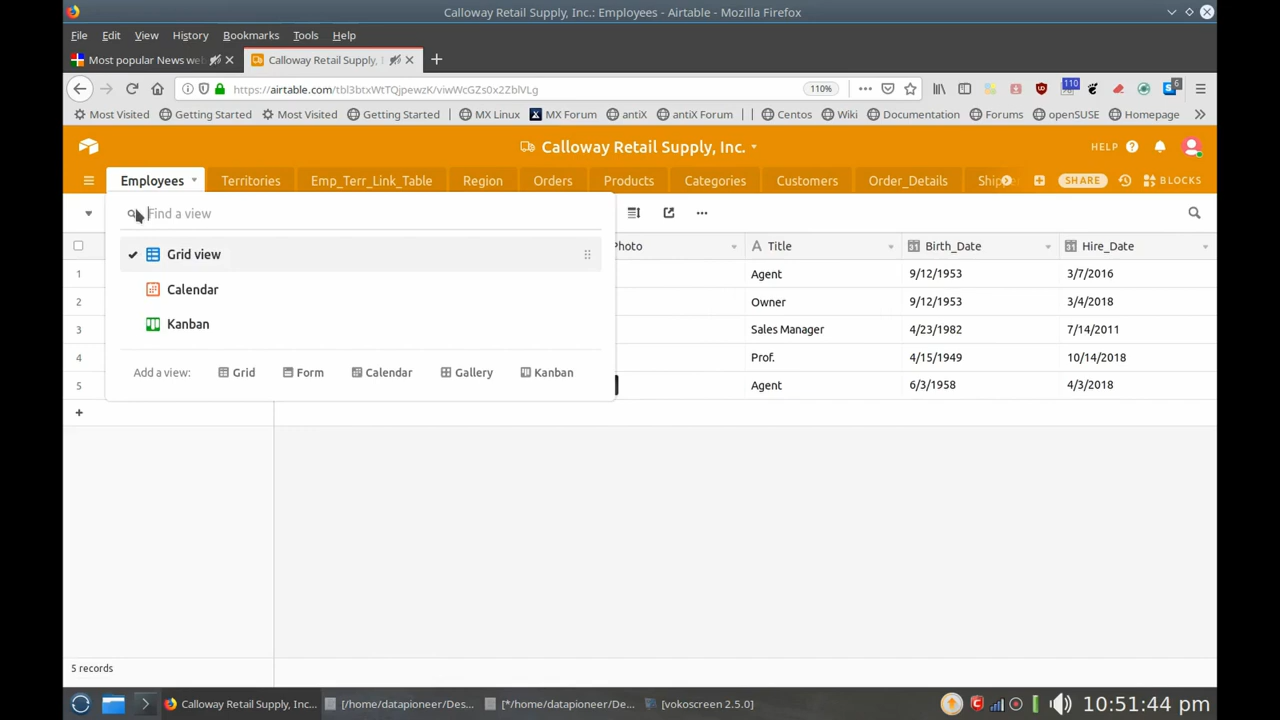 Calloway Retail Supply, Inc.: Employees - Airtable - Mozilla Firefox
File Edit View History Bookmarks Tools Help
Most popular News web Calloway Retail Supply, I
https://airtable.com/tbl3btxWtTQjpewzK/viwWcGZs0x2ZblVLg 110% 110 6
Most Visited Getting Started Most Visited Getting Started MX Linux MX Forum antiX antiX Forum Centos Wiki Documentation Forums openSUSE Homepage
Calloway Retail Supply, Inc. HELP
Employees Territories Emp_Terr_Link_Table Region Orders Products Categories Customers Order_Details Shippe SHARE BLOCKS
Find a view
Photo Title Birth_Date Hire_Date
Grid view
1 Agent 9/12/1953 3/7/2016
Calendar
2 Owner 9/12/1953 3/4/2018
Kanban
3 Sales Manager 4/23/1982 7/14/2011
4 Prof. 4/15/1949 10/14/2018
Add a view: Grid Form Calendar Gallery Kanban
5 Agent 6/3/1958 4/3/2018
5 records
Calloway Retail Supply, Inc... [/home/datapioneer/Des... [*/home/datapioneer/De... [vokoscreen 2.5.0] 10:51:44 pm